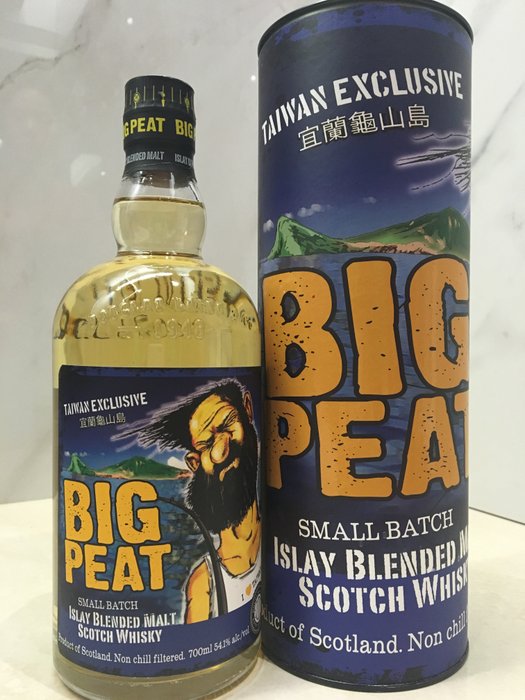 BIG PEAT BIG
BLENDED MALT ISLAY
TAIWAN EXCLUSIVE
宜蘭龜山島
BIG
PEAT
SMALL BATCH
ISLAY BLENDED MALT
SCOTCH WHISKY
Product of Scotland. Non chill filtered. 700ml 54.1% alc/vol
TAIWAN EXCLUSIVE
宜蘭龜山島
BIG
PEAT
SMALL BATCH
ISLAY BLENDED M
SCOTCH WHISK
duct of Scotland. Non chill